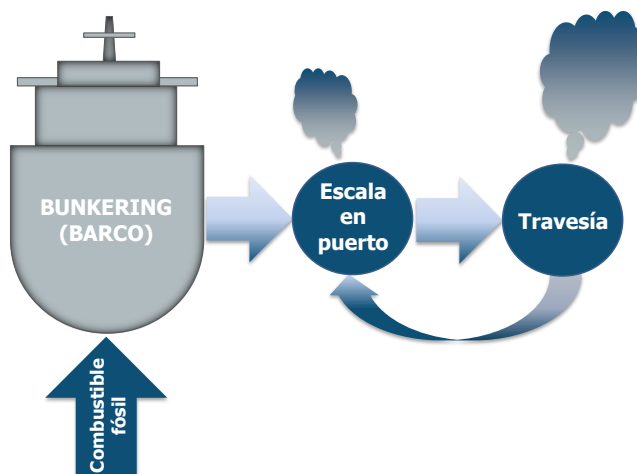 BUNKERING
(BARCO)
Escala
en
puerto
Travesía
Combustible
fósil